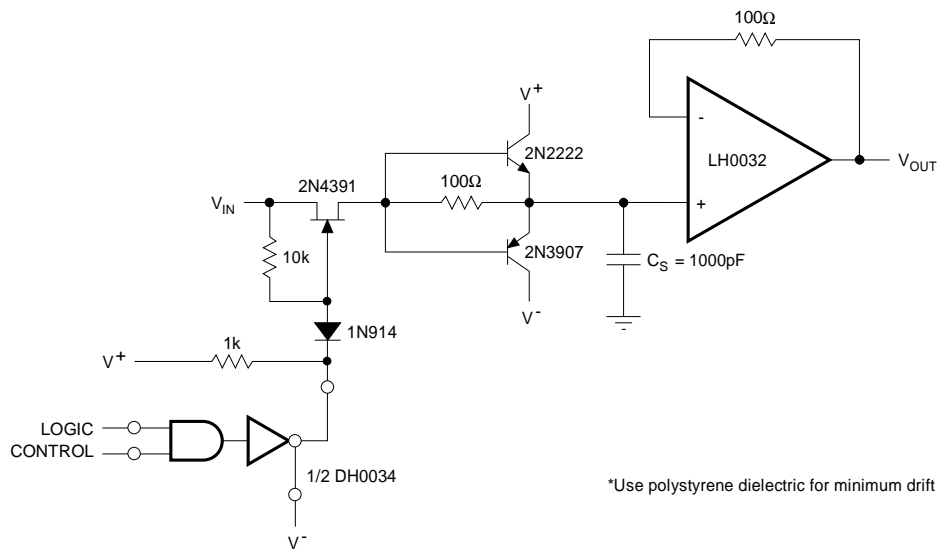 100Ω
V+
2N2222
LH0032
VOUT
100Ω
2N4391
VIN
-
+
10k
2N3907
CS = 1000pF
1N914
V-
1k
V+
LOGIC
CONTROL
1/2 DH0034
V-
*Use polystyrene dielectric for minimum drift